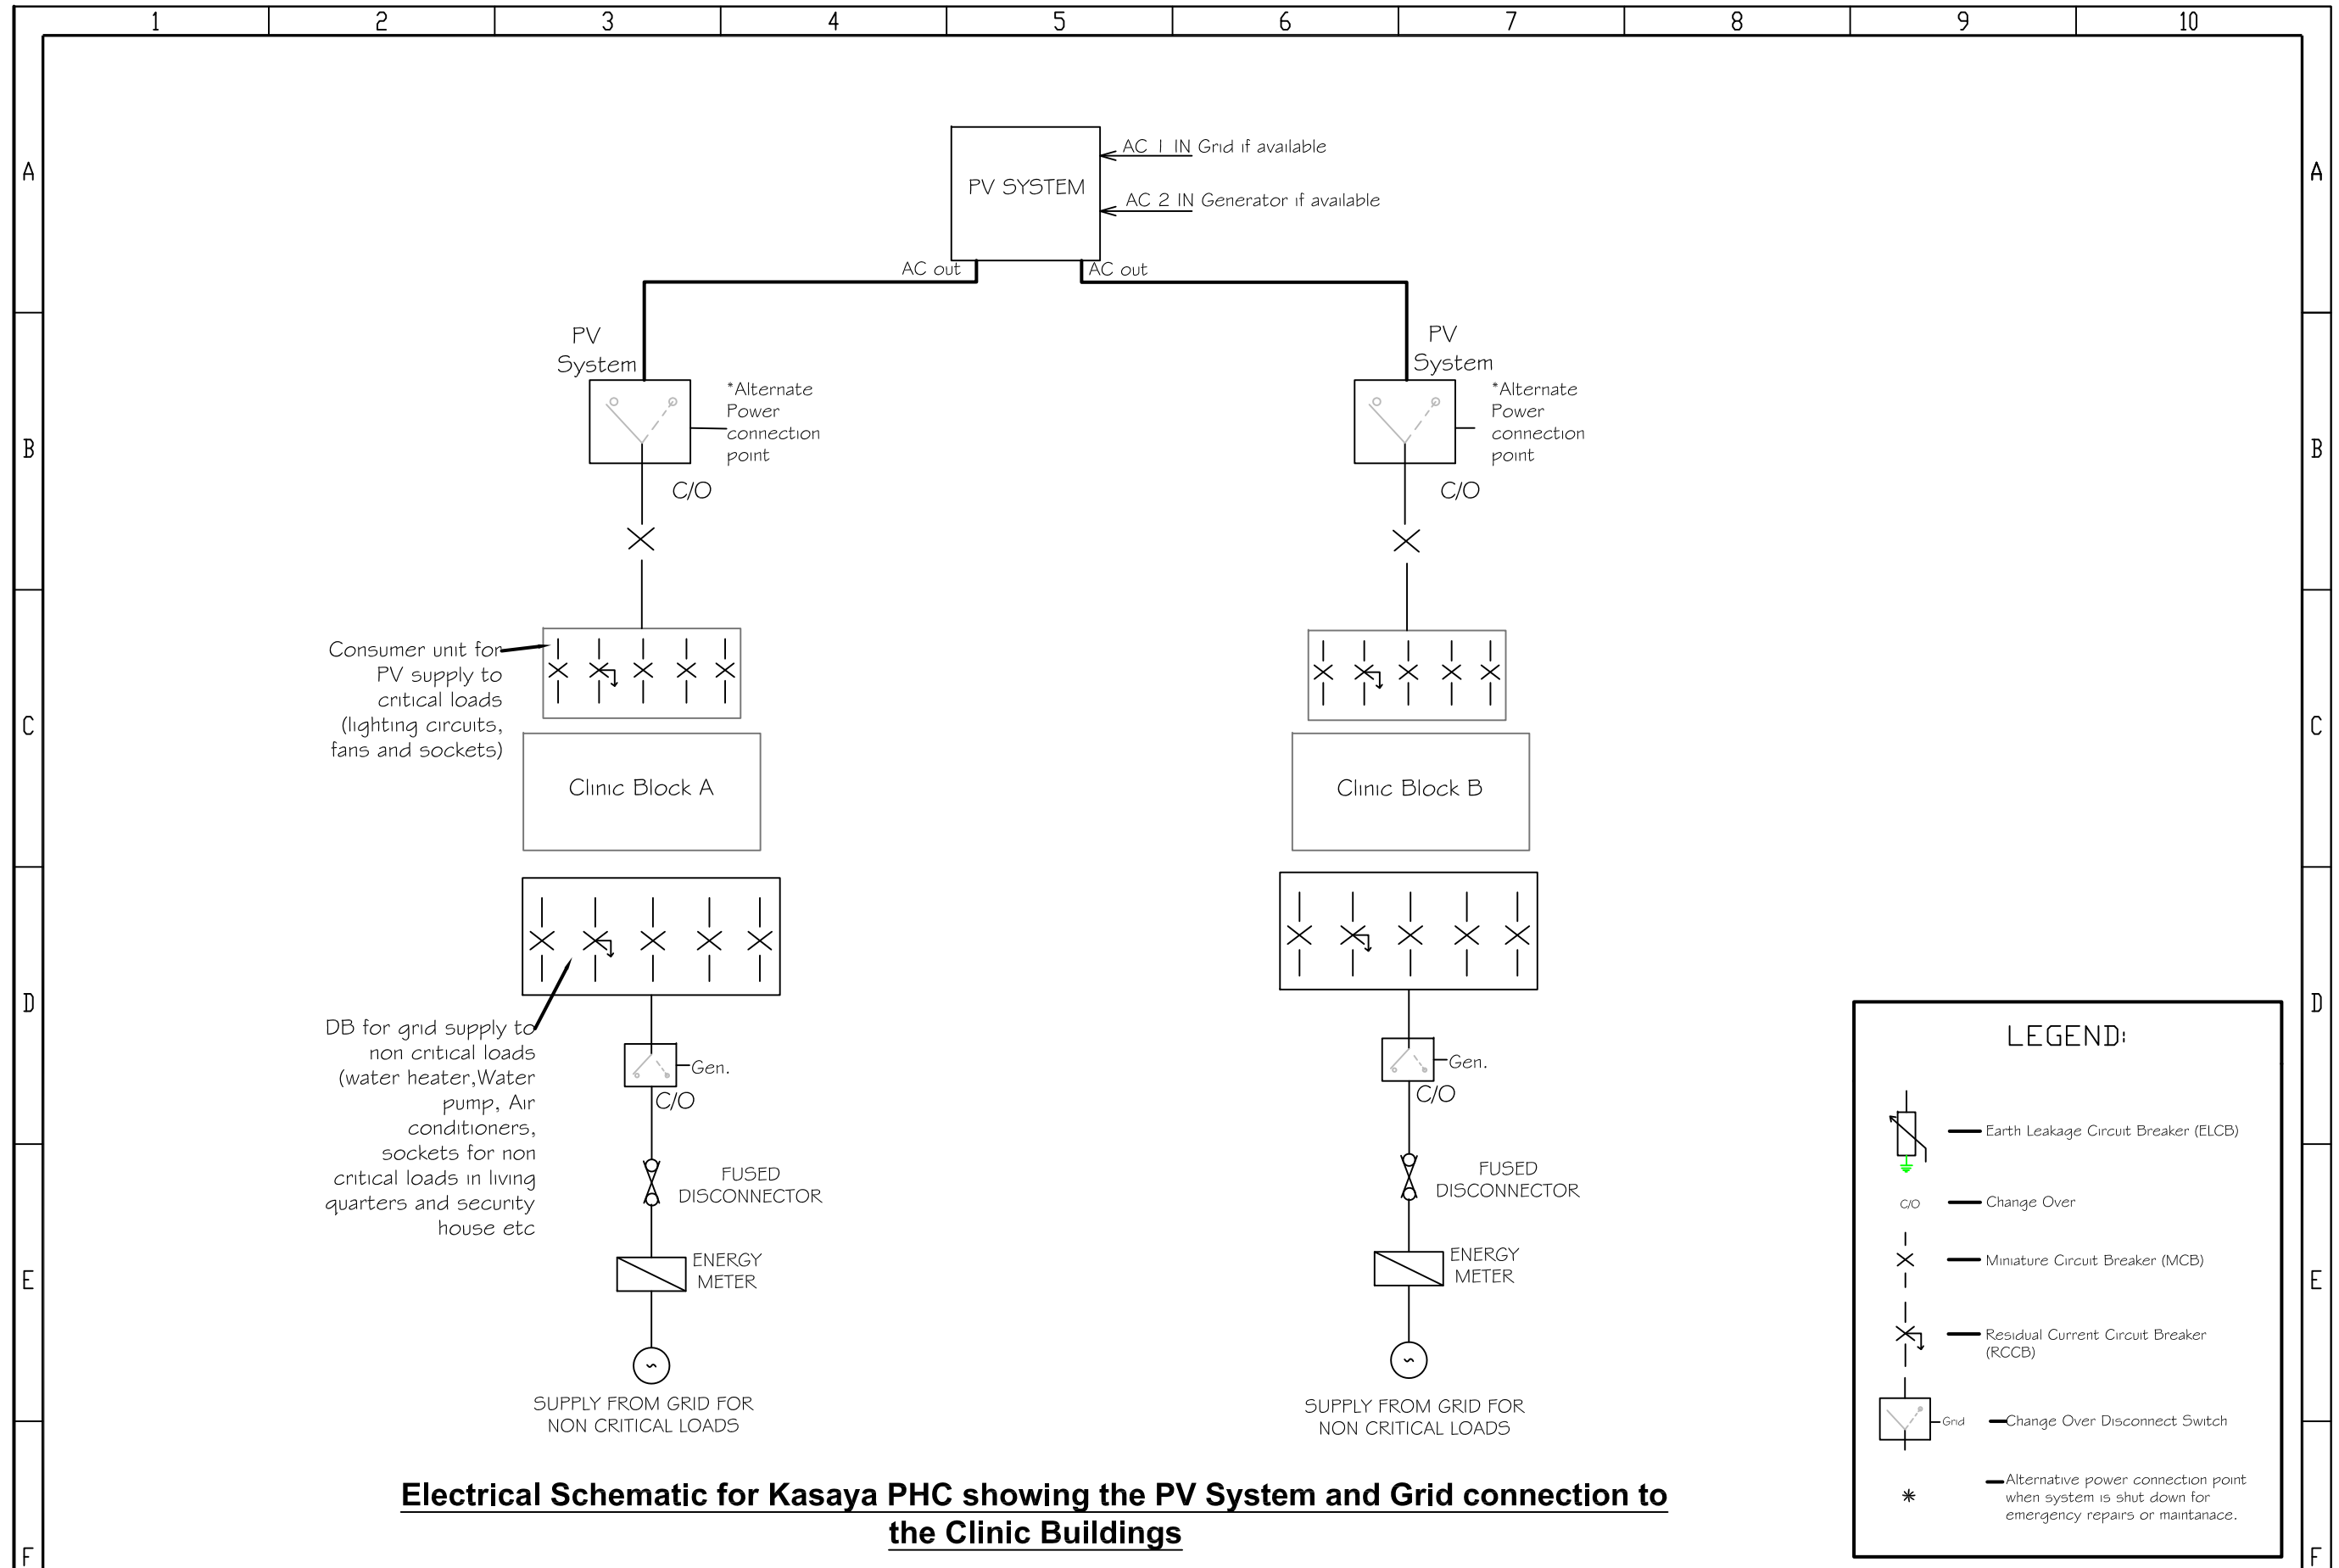 1 2 3 4 5 6 7 8 9 10
A
A
PV SYSTEM
AC 1 IN Grid if available
AC 2 IN Generator if available
AC out
AC out
B
B
PV
System
*Alternate
Power
connection
point
C/O
PV
System
*Alternate
Power
connection
point
C/O
C
C
Consumer unit for
PV supply to
critical loads
(lighting circuits,
fans and sockets)
Clinic Block A
Clinic Block B
D
D
DB for grid supply to
non critical loads
(water heater,Water
pump, Air
conditioners,
sockets for non
critical loads in living
quarters and security
house etc
Gen.
C/O
Gen.
C/O
FUSED
DISCONNECTOR
FUSED
DISCONNECTOR
E
E
ENERGY
METER
ENERGY
METER
SUPPLY FROM GRID FOR
NON CRITICAL LOADS
SUPPLY FROM GRID FOR
NON CRITICAL LOADS
LEGEND:
Earth Leakage Circuit Breaker (ELCB)
C/O Change Over
Miniature Circuit Breaker (MCB)
Residual Current Circuit Breaker
(RCCB)
Grid Change Over Disconnect Switch
* Alternative power connection point
when system is shut down for
emergency repairs or maintanace.
Electrical Schematic for Kasaya PHC showing the PV System and Grid connection to
the Clinic Buildings
F
F